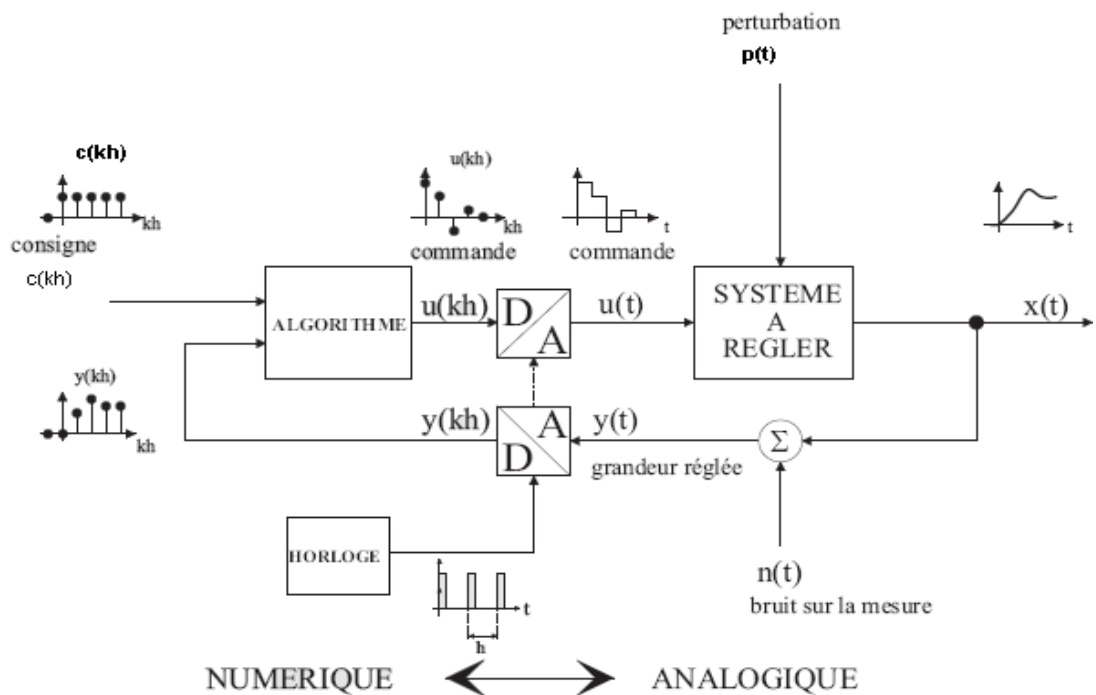 perturbation
p(t)
c(kh)
kh
consigne
c(kh)
u(kh)
kh
commande
t
commande
t
ALGORITHME
u(kh)
D
A
u(t)
SYSTEME
A
REGLER
x(t)
y(kh)
kh
y(kh)
A
D
y(t)
grandeur réglée
Σ
HORLOGE
t
h
n(t)
bruit sur la mesure
NUMERIQUE
ANALOGIQUE